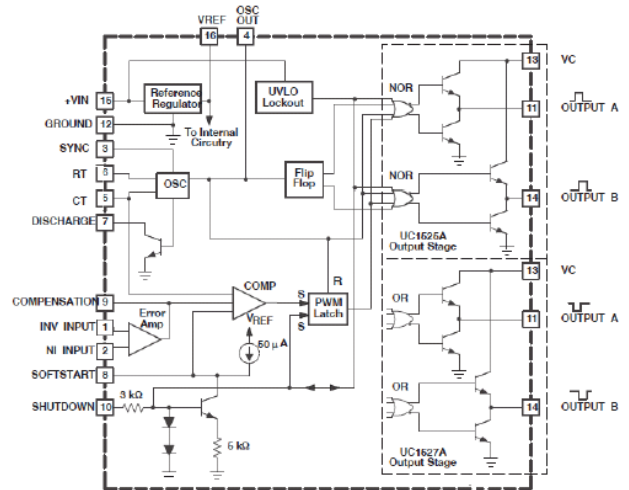 VREF
OSC
OUT
16
4
13
VC
+VIN
15
Reference
Regulator
UVLO
Lockout
NOR
11
OUTPUT A
GROUND
12
To Internal
Circuitry
SYNC
3
RT
6
OSC
Flip
Flop
NOR
CT
5
14
OUTPUT B
DISCHARGE
7
UC1525A
Output Stage
R
13
VC
COMP
S
PWM
Latch
S
OR
COMPENSATION
9
Error
Amp
VREF
11
OUTPUT A
INV INPUT
1
50 μA
NI INPUT
2
SOFTSTART
8
OR
SHUTDOWN
10
3 kΩ
14
OUTPUT B
5 kΩ
UC1527A
Output Stage